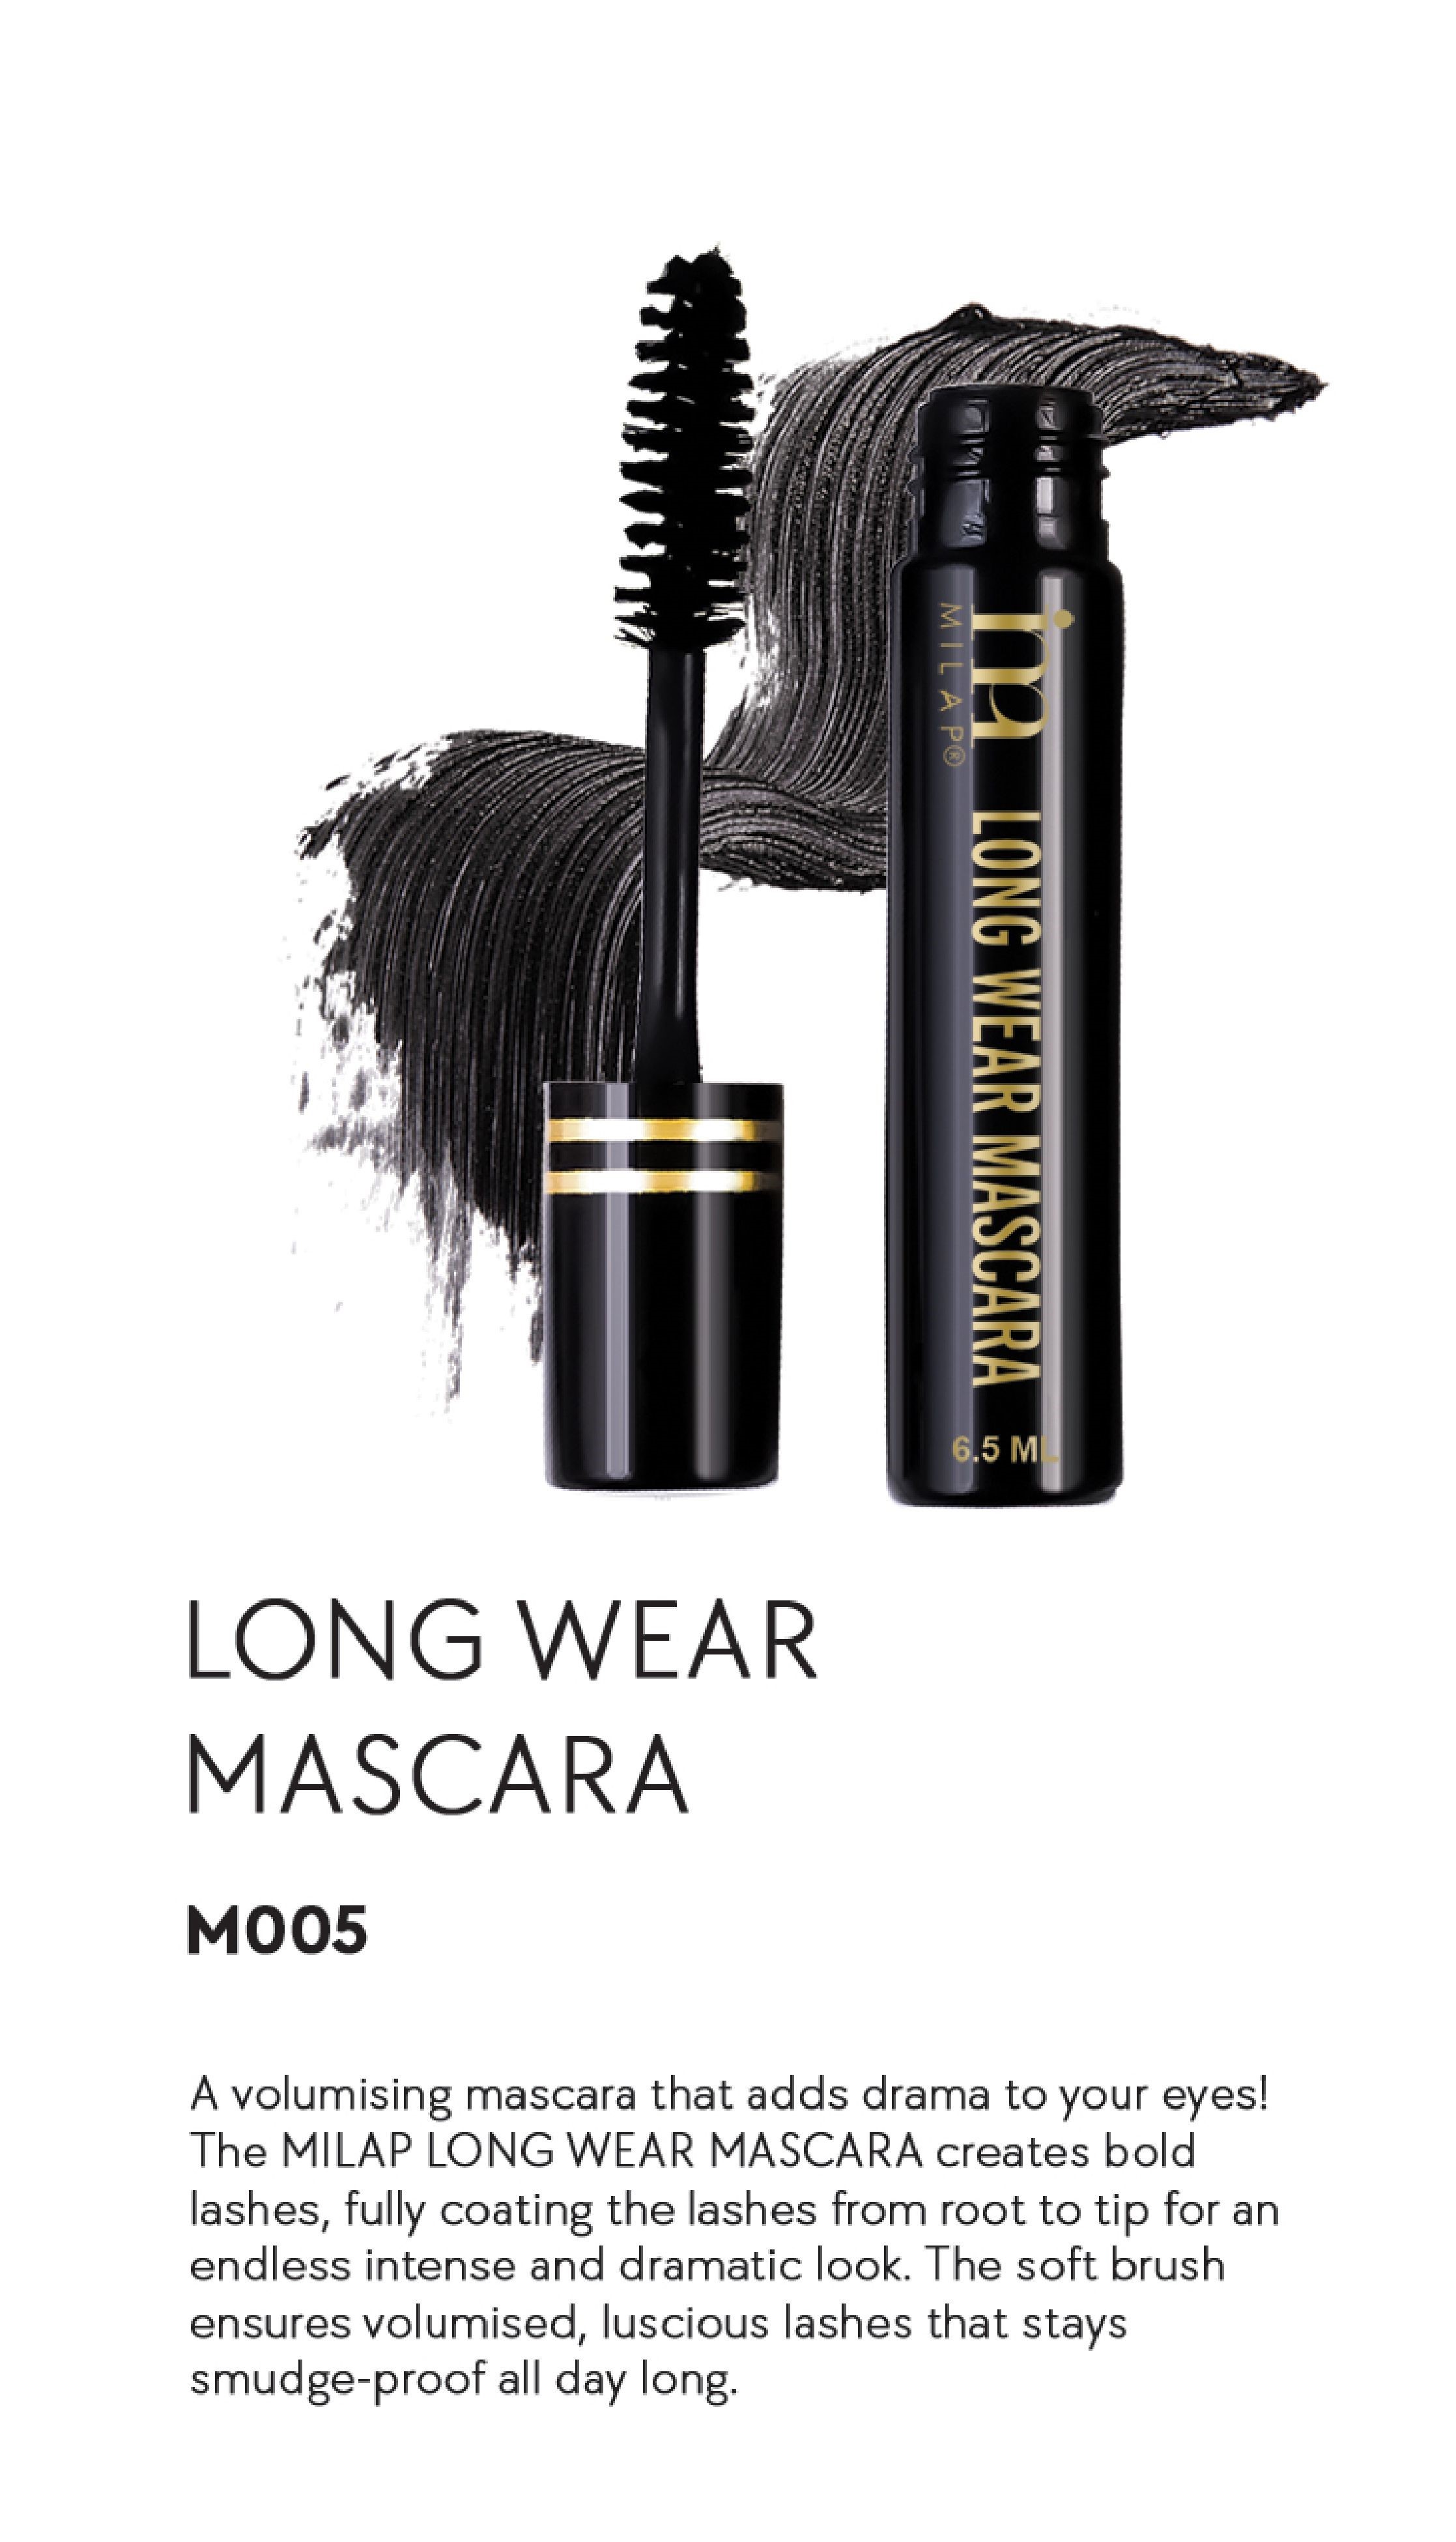 MILAP®
LONG WEAR MASCARA
6.5 ML
LONG WEAR
MASCARA
M005
A volumising mascara that adds drama to your eyes!
The MILAP LONG WEAR MASCARA creates bold
lashes, fully coating the lashes from root to tip for an
endless intense and dramatic look. The soft brush
ensures volumised, luscious lashes that stays
smudge-proof all day long.